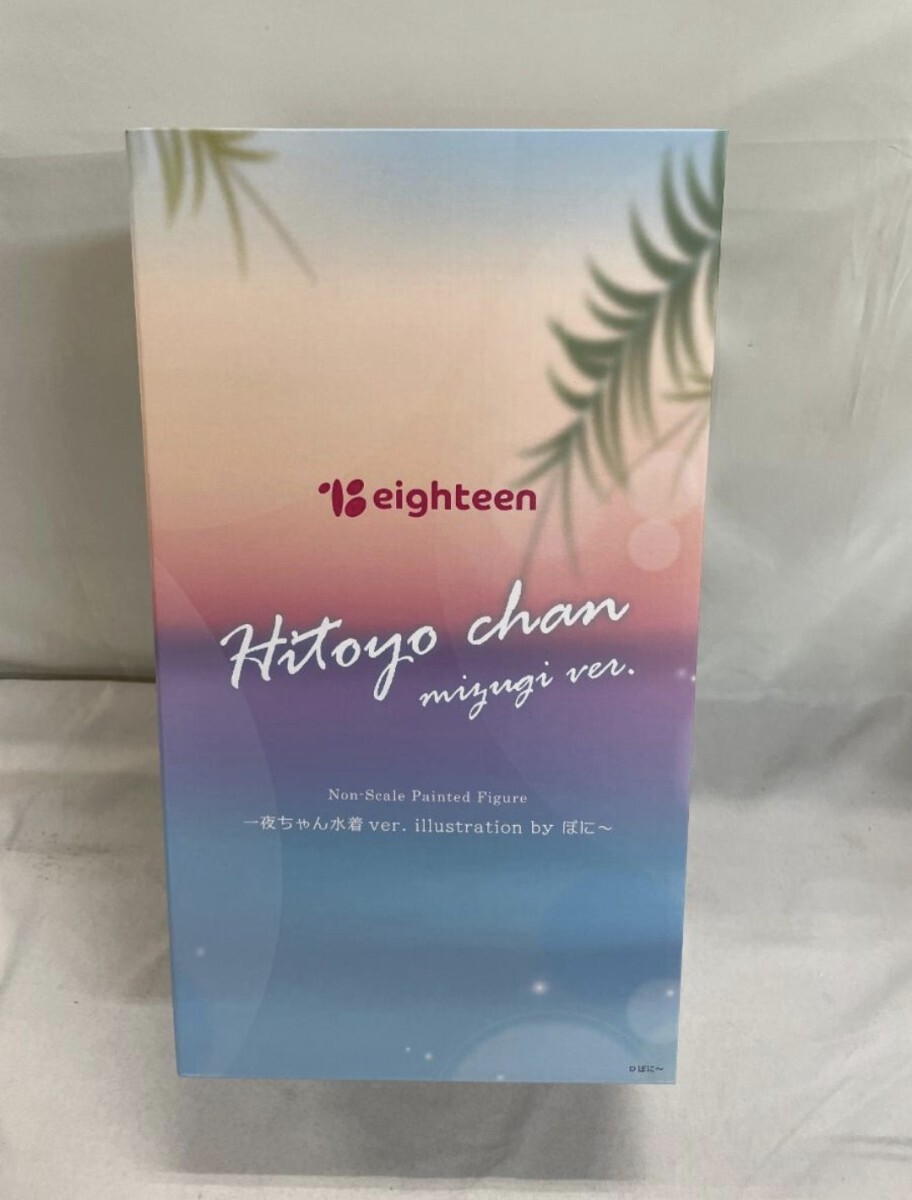 eighteen
Hitoyo chan
mizugi ver.
Non-Scale Painted Figure
一夜ちゃん水着 ver. illustration by ぽに～
© ぽに～